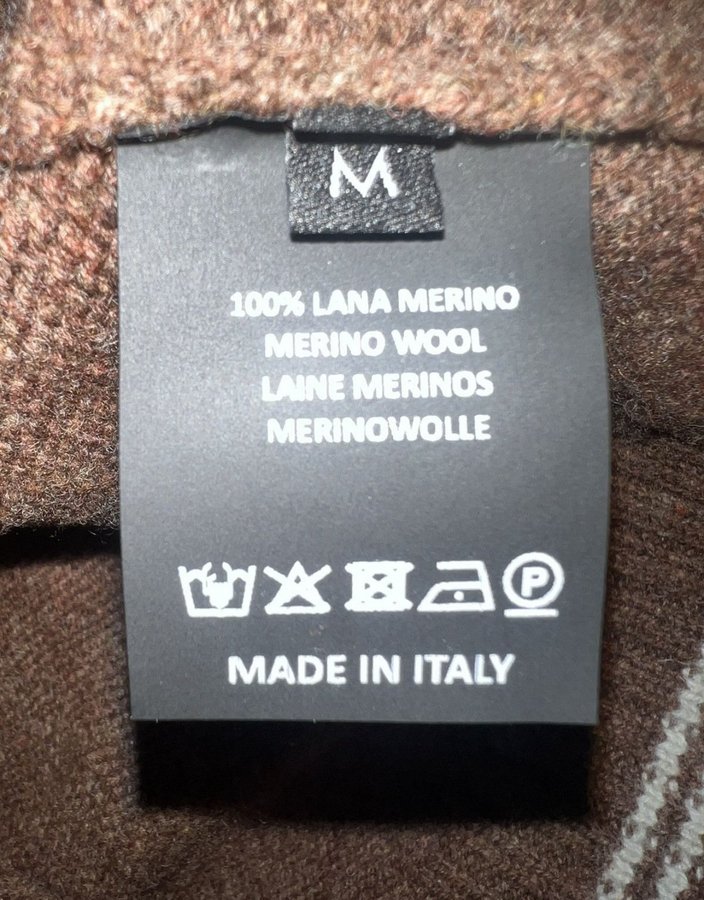 M
100% LANA MERINO
MERINO WOOL
LAINE MERINOS
MERINOWOLLE
P
MADE IN ITALY